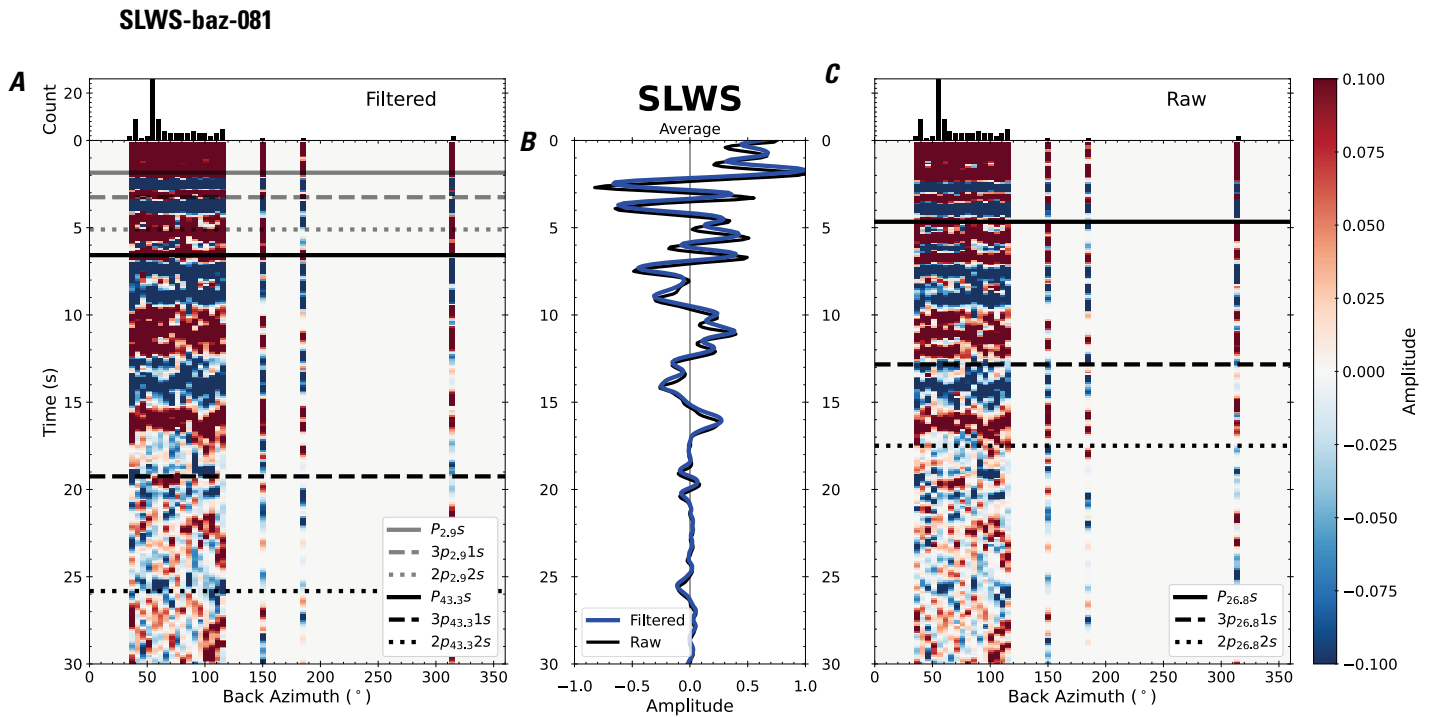 SLWS-baz-081
A
Filtered
Count
20
0
0
5
10
15
20
25
30
Time (s)
P2.9s
3p2.91s
2p2.92s
P43.3s
3p43.31s
2p43.32s
0 50 100 150 200 250 300 350
Back Azimuth (°)
SLWS
Average
B
0
5
10
15
20
25
30
Filtered
Raw
−1.0 −0.5 0.0 0.5 1.0
Amplitude
C
Raw
20
0
0
5
10
15
20
25
30
P26.8s
3p26.81s
2p26.82s
0 50 100 150 200 250 300 350
Back Azimuth (°)
0.100
0.075
0.050
0.025
0.000
−0.025
−0.050
−0.075
−0.100
Amplitude